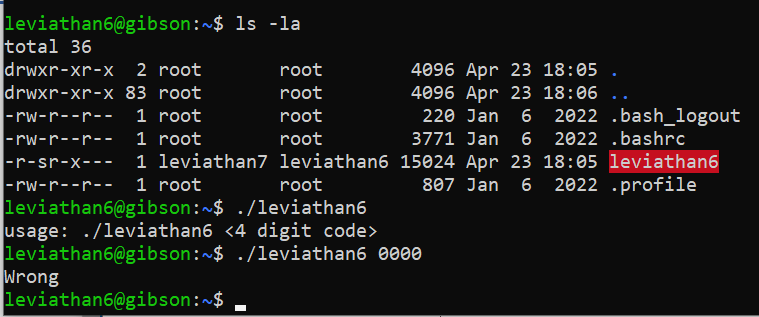 leviathan6@gibson:~$ ls -la
total 36
drwxr-xr-x  2 root       root        4096 Apr 23 18:05 .
drwxr-xr-x 83 root       root        4096 Apr 23 18:06 ..
-rw-r--r--  1 root       root         220 Jan  6  2022 .bash_logout
-rw-r--r--  1 root       root        3771 Jan  6  2022 .bashrc
-r-sr-x---  1 leviathan7 leviathan6 15024 Apr 23 18:05 leviathan6
-rw-r--r--  1 root       root         807 Jan  6  2022 .profile
leviathan6@gibson:~$ ./leviathan6
usage: ./leviathan6 <4 digit code>
leviathan6@gibson:~$ ./leviathan6 0000
Wrong
leviathan6@gibson:~$